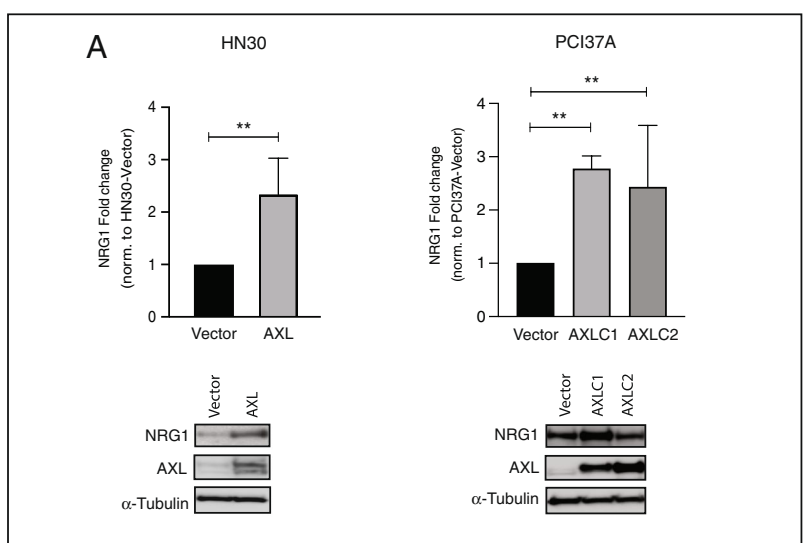 A
HN30
NRG1 Fold change
(norm. to HN30-Vector)
4
3
2
1
0
**
Vector AXL
Vector
AXL
NRG1
AXL
α-Tubulin
PCI37A
NRG1 Fold change
(norm. to PCI37A-Vector)
4
3
2
1
0
**
**
Vector AXLC1 AXLC2
Vector
AXLC1
AXLC2
NRG1
AXL
α-Tubulin